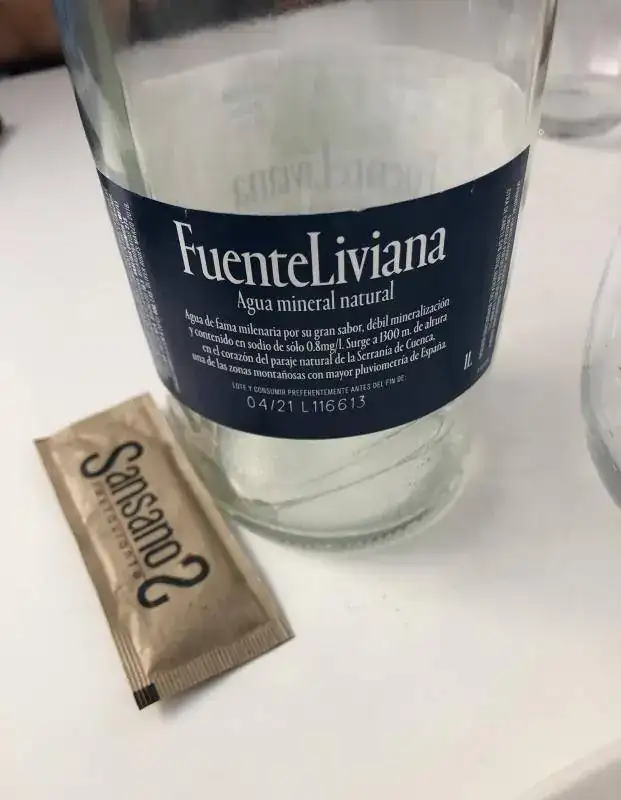 FuenteLiviana
Agua mineral natural
Agua de fama milenaria por su gran sabor, débil mineralización
y contenido en sodio de sólo 0.8mg/l. Surge a 1300 m. de altura
en el corazón del paraje natural de la Serranía de Cuenca,
una de las zonas montañosas con mayor pluviometría de España.
1L
LOTE Y CONSUMIR PREFERENTEMENTE ANTES DEL FIN DE:
04/21 L116613
Sansano2